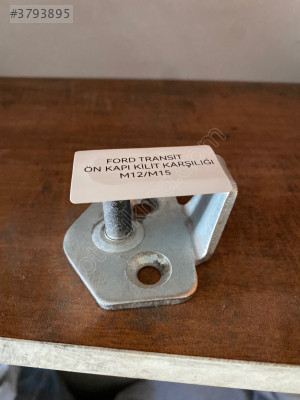 #3793895
FORD TRANSIT
ÖN KAPI KİLİT KARŞILIĞI
M12/M15